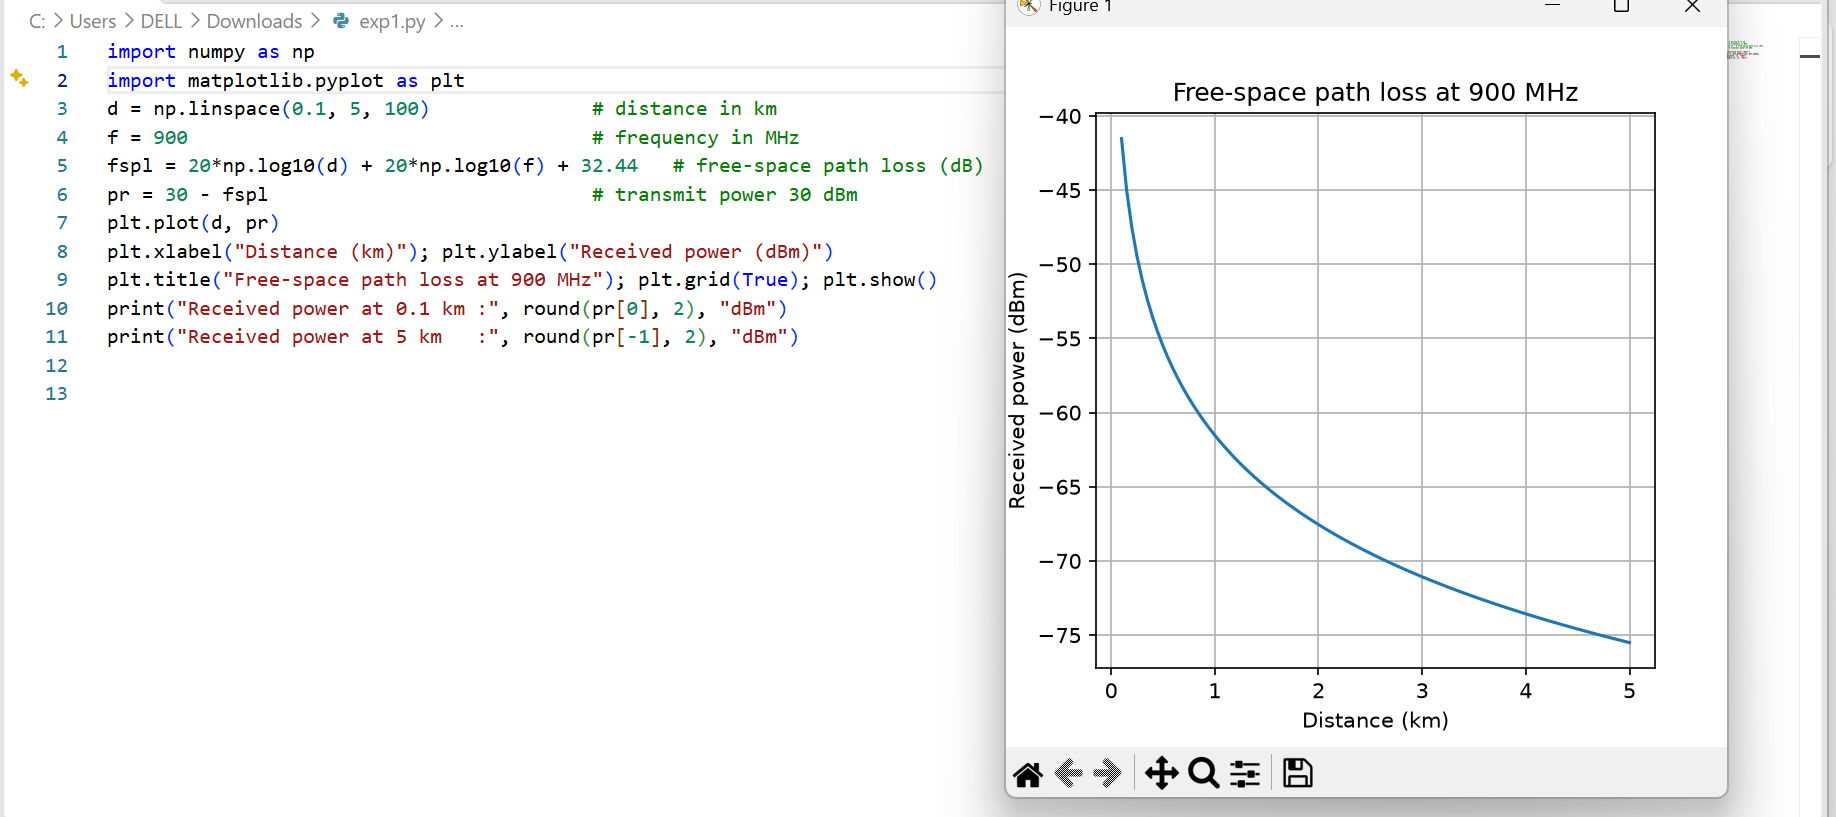 C: > Users > DELL > Downloads > exp1.py > ...
1 import numpy as np
2 import matplotlib.pyplot as plt
3 d = np.linspace(0.1, 5, 100) # distance in km
4 f = 900 # frequency in MHz
5 fspl = 20*np.log10(d) + 20*np.log10(f) + 32.44 # free-space path loss (dB)
6 pr = 30 - fspl # transmit power 30 dBm
7 plt.plot(d, pr)
8 plt.xlabel("Distance (km)"); plt.ylabel("Received power (dBm)")
9 plt.title("Free-space path loss at 900 MHz"); plt.grid(True); plt.show()
10 print("Received power at 0.1 km :", round(pr[0], 2), "dBm")
11 print("Received power at 5 km   :", round(pr[-1], 2), "dBm")
12
13
Figure 1
Free-space path loss at 900 MHz
Received power (dBm)
−40
−45
−50
−55
−60
−65
−70
−75
0 1 2 3 4 5
Distance (km)